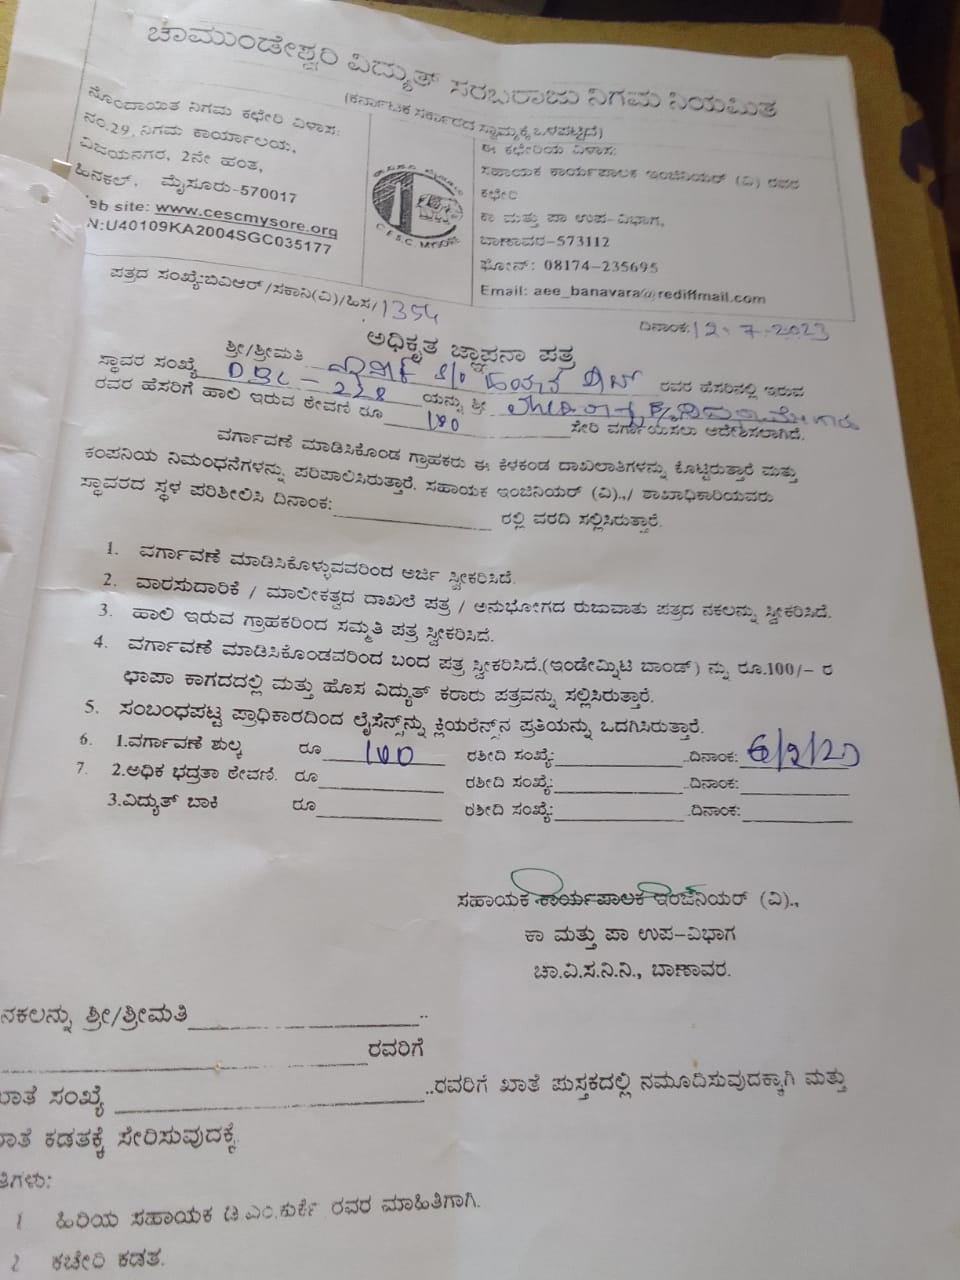 ಚಾಮುಂಡೇಶ್ವರಿ ವಿದ್ಯುತ್ ಸರಬರಾಜು ನಿಗಮ ನಿಯಮಿತ
(ಕರ್ನಾಟಕ ಸರ್ಕಾರದ ಸ್ವಾಮ್ಯಕ್ಕೆ ಒಳಪಟ್ಟಿದೆ)
ನೊಂದಾಯಿತ ನಿಗಮ ಕಛೇರಿ ವಿಳಾಸ:
ನಂ.29, ನಿಗಮ ಕಾರ್ಯಾಲಯ,
ವಿಜಯನಗರ, 2ನೇ ಹಂತ,
ಹಿನಕಲ್, ಮೈಸೂರು-570017
eb site: www.cescmysore.org
N:U40109KA2004SGC035177
C.E.S.C. MYSORE
ಈ ಕಛೇರಿಯ ವಿಳಾಸ:
ಸಹಾಯಕ ಕಾರ್ಯಪಾಲಕ ಇಂಜಿನಿಯರ್ (ವಿ) ರವರ
ಕಛೇರಿ
ಕಾ ಮತ್ತು ಪಾ ಉಪ-ವಿಭಾಗ,
ಬಾಣಾವರ-573112
ಫೋನ್: 08174-235695
Email: aee_banavara@rediffmail.com
ಪತ್ರದ ಸಂಖ್ಯೆ:ಬಿವಿಆರ್/ಸಕಾನಿ(ವಿ)/ಹಿಸ/1354
ದಿನಾಂಕ:12.7.2023
ಅಧಿಕೃತ ಜ್ಞಾಪನಾ ಪತ್ರ
ಶ್ರೀ/ಶ್ರೀಮತಿ S/o ರವರ ಹೆಸರಿನಲ್ಲಿ ಇರುವ
ಸ್ಥಾವರ ಸಂಖ್ಯೆ - 228 ಯನ್ನು ಶ್ರೀ
ರವರ ಹೆಸರಿಗೆ ಹಾಲಿ ಇರುವ ಠೇವಣಿ ರೂ 100 ಸೇರಿ ವರ್ಗಾಯಿಸಲು ಆದೇಶಿಸಲಾಗಿದೆ.
ವರ್ಗಾವಣೆ ಮಾಡಿಸಿಕೊಂಡ ಗ್ರಾಹಕರು ಈ ಕೆಳಕಂಡ ದಾಖಲಾತಿಗಳನ್ನು ಕೊಟ್ಟಿರುತ್ತಾರೆ ಮತ್ತು
ಕಂಪನಿಯ ನಿಮಂಧನೆಗಳನ್ನು ಪರಿಪಾಲಿಸಿರುತ್ತಾರೆ. ಸಹಾಯಕ ಇಂಜಿನಿಯರ್ (ವಿ)../ ಶಾಖಾಧಿಕಾರಿಯವರು
ಸ್ಥಾವರದ ಸ್ಥಳ ಪರಿಶೀಲಿಸಿ ದಿನಾಂಕ: ರಲ್ಲಿ ವರದಿ ಸಲ್ಲಿಸಿರುತ್ತಾರೆ.
1. ವರ್ಗಾವಣೆ ಮಾಡಿಸಿಕೊಳ್ಳುವವರಿಂದ ಅರ್ಜಿ ಸ್ವೀಕರಿಸಿದೆ.
2. ವಾರಸುದಾರಿಕೆ / ಮಾಲೀಕತ್ವದ ದಾಖಲೆ ಪತ್ರ / ಅನುಭೋಗದ ರುಜುವಾತು ಪತ್ರದ ನಕಲನ್ನು ಸ್ವೀಕರಿಸಿದೆ.
3. ಹಾಲಿ ಇರುವ ಗ್ರಾಹಕರಿಂದ ಸಮ್ಮತಿ ಪತ್ರ ಸ್ವೀಕರಿಸಿದೆ.
4. ವರ್ಗಾವಣೆ ಮಾಡಿಸಿಕೊಂಡವರಿಂದ ಬಂದ ಪತ್ರ ಸ್ವೀಕರಿಸಿದೆ.(ಇಂಡೇಮ್ನಿಟಿ ಬಾಂಡ್) ನ್ನು ರೂ.100/- ರ
ಛಾಪಾ ಕಾಗದದಲ್ಲಿ ಮತ್ತು ಹೊಸ ವಿದ್ಯುತ್ ಕರಾರು ಪತ್ರವನ್ನು ಸಲ್ಲಿಸಿರುತ್ತಾರೆ.
5. ಸಂಬಂಧಪಟ್ಟ ಪ್ರಾಧಿಕಾರದಿಂದ ಲೈಸೆನ್ಸ್‌ನ್ನು ಕ್ಲಿಯರೆನ್ಸ್‌ನ ಪ್ರತಿಯನ್ನು ಒದಗಿಸಿರುತ್ತಾರೆ.
6. 1.ವರ್ಗಾವಣೆ ಶುಲ್ಕ ರೂ 100 ರಶೀದಿ ಸಂಖ್ಯೆ: ..ದಿನಾಂಕ:
7. 2.ಅಧಿಕ ಭದ್ರತಾ ಠೇವಣಿ. ರೂ ರಶೀದಿ ಸಂಖ್ಯೆ: ..ದಿನಾಂಕ:
3.ವಿದ್ಯುತ್ ಬಾಕಿ ರೂ ರಶೀದಿ ಸಂಖ್ಯೆ: ..ದಿನಾಂಕ:
ಸಹಾಯಕ ಕಾರ್ಯಪಾಲಕ ಇಂಜಿನಿಯರ್ (ವಿ).,
ಕಾ ಮತ್ತು ಪಾ ಉಪ-ವಿಭಾಗ
ಚಾ.ವಿ.ಸ.ನಿ.ನಿ., ಬಾಣಾವರ.
ನಕಲನ್ನು ಶ್ರೀ/ಶ್ರೀಮತಿ ..
ರವರಿಗೆ
ಖಾತೆ ಸಂಖ್ಯೆ ..ರವರಿಗೆ ಖಾತೆ ಪುಸ್ತಕದಲ್ಲಿ ನಮೂದಿಸುವುದಕ್ಕಾಗಿ ಮತ್ತು
ಖಾತೆ ಕಡತಕ್ಕೆ ಸೇರಿಸುವುದಕ್ಕೆ.
ತಿಗಳು:
1 ಹಿರಿಯ ಸಹಾಯಕ ಡಿ.ಎಂ.ಕುರ್ಕೆ ರವರ ಮಾಹಿತಿಗಾಗಿ.
2 ಕಚೇರಿ ಕಡತ.